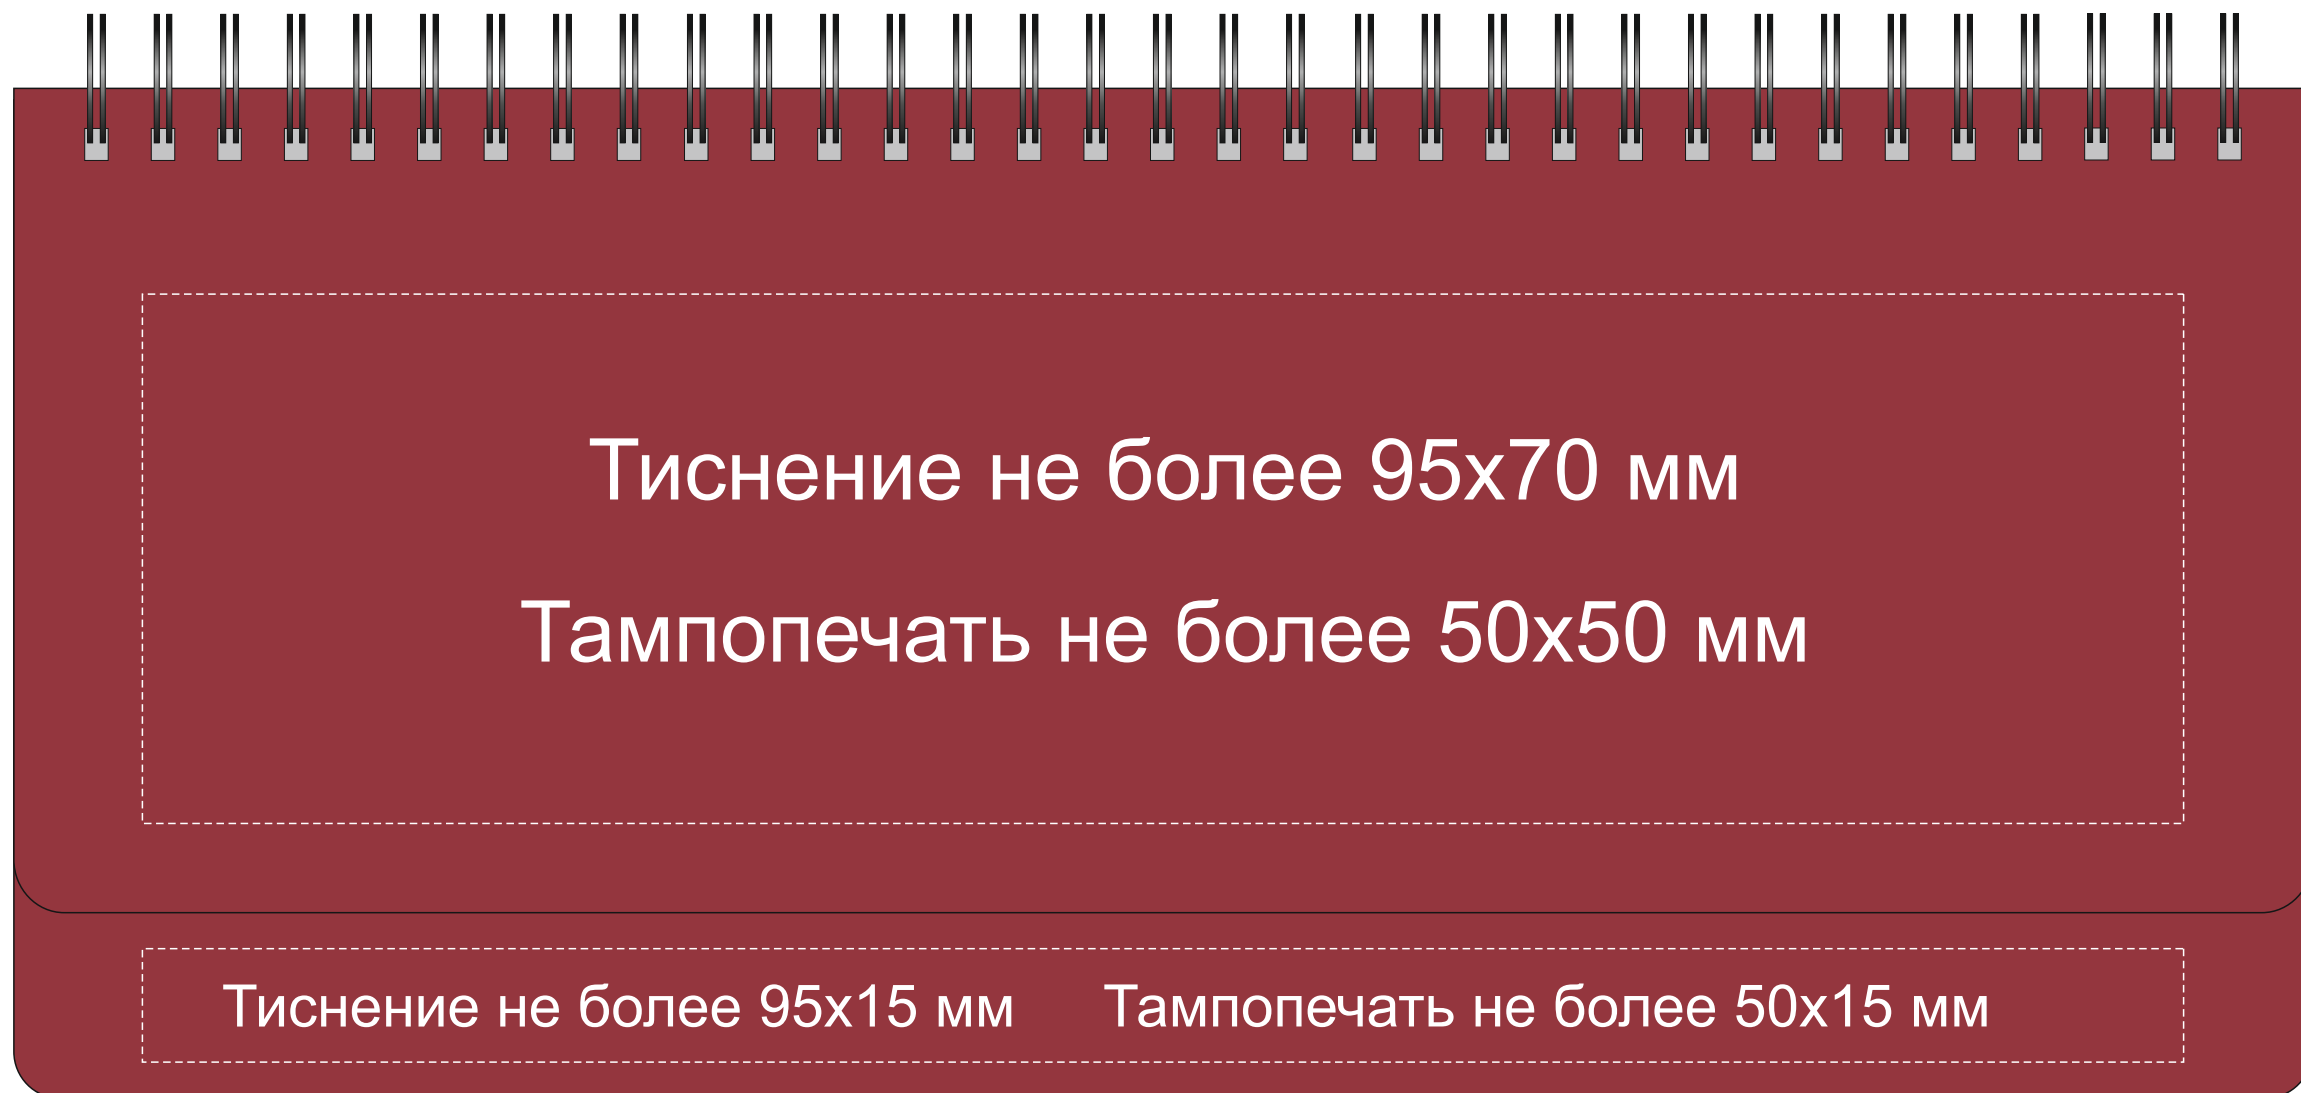 Тиснение не более 95х70 мм
Тампопечать не более 50х50 мм
Тиснение не более 95х15 мм Тампопечать не более 50х15 мм